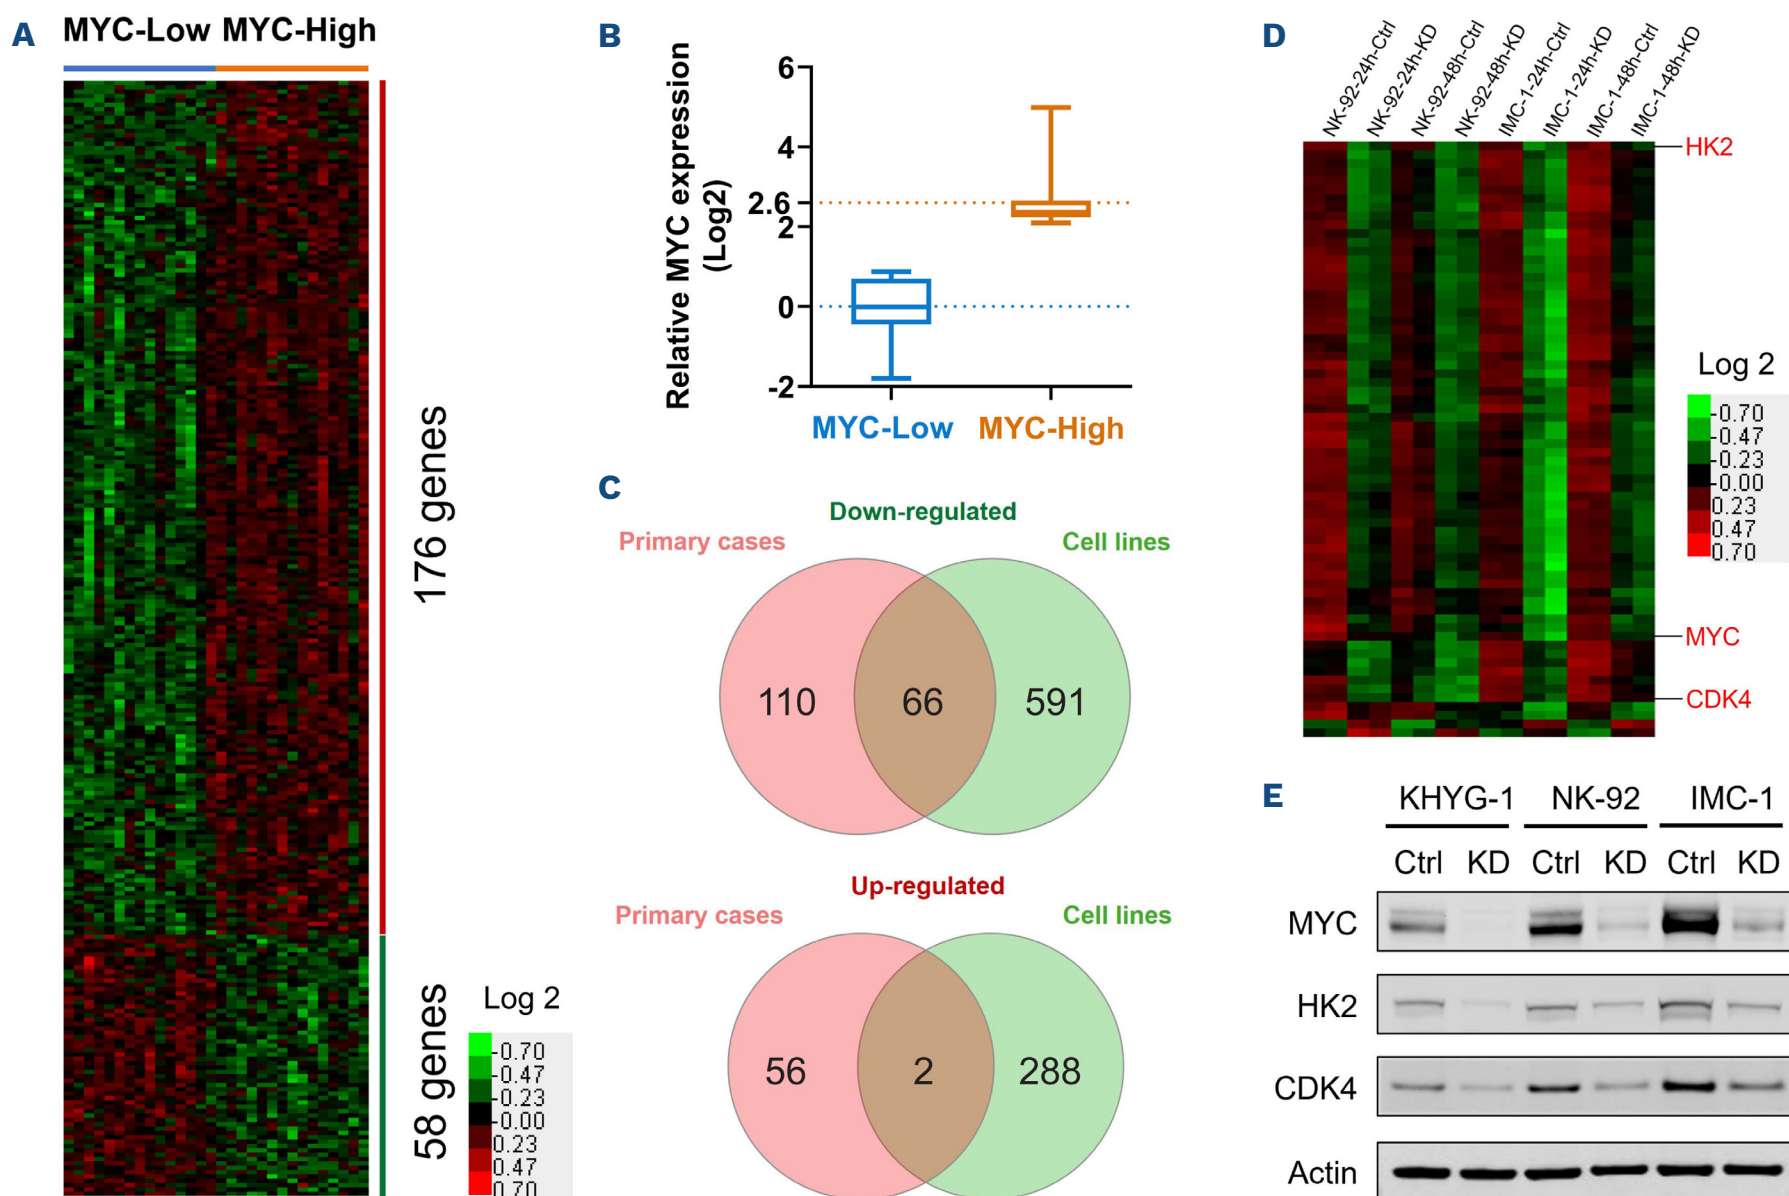 A
MYC-Low MYC-High
176 genes
58 genes
Log 2
-0.70
-0.47
-0.23
-0.00
0.23
0.47
0.70
B
Relative MYC expression
(Log2)
6
4
2.6
2
0
-2
MYC-Low MYC-High
C
Down-regulated
Primary cases
Cell lines
110
66
591
Up-regulated
Primary cases
Cell lines
56
2
288
D
NK-92-24h-Ctrl
NK-92-24h-KD
NK-92-48h-Ctrl
NK-92-48h-KD
IMC-1-24h-Ctrl
IMC-1-24h-KD
IMC-1-48h-Ctrl
IMC-1-48h-KD
HK2
MYC
CDK4
Log 2
-0.70
-0.47
-0.23
-0.00
0.23
0.47
0.70
E
KHYG-1 NK-92 IMC-1
Ctrl KD Ctrl KD Ctrl KD
MYC
HK2
CDK4
Actin